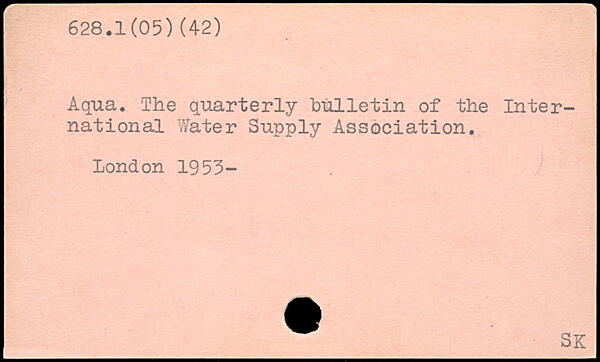 628.1(05)(42)
Aqua. The quarterly bulletin of the Inter-
national Water Supply Association.
London 1953-
SK